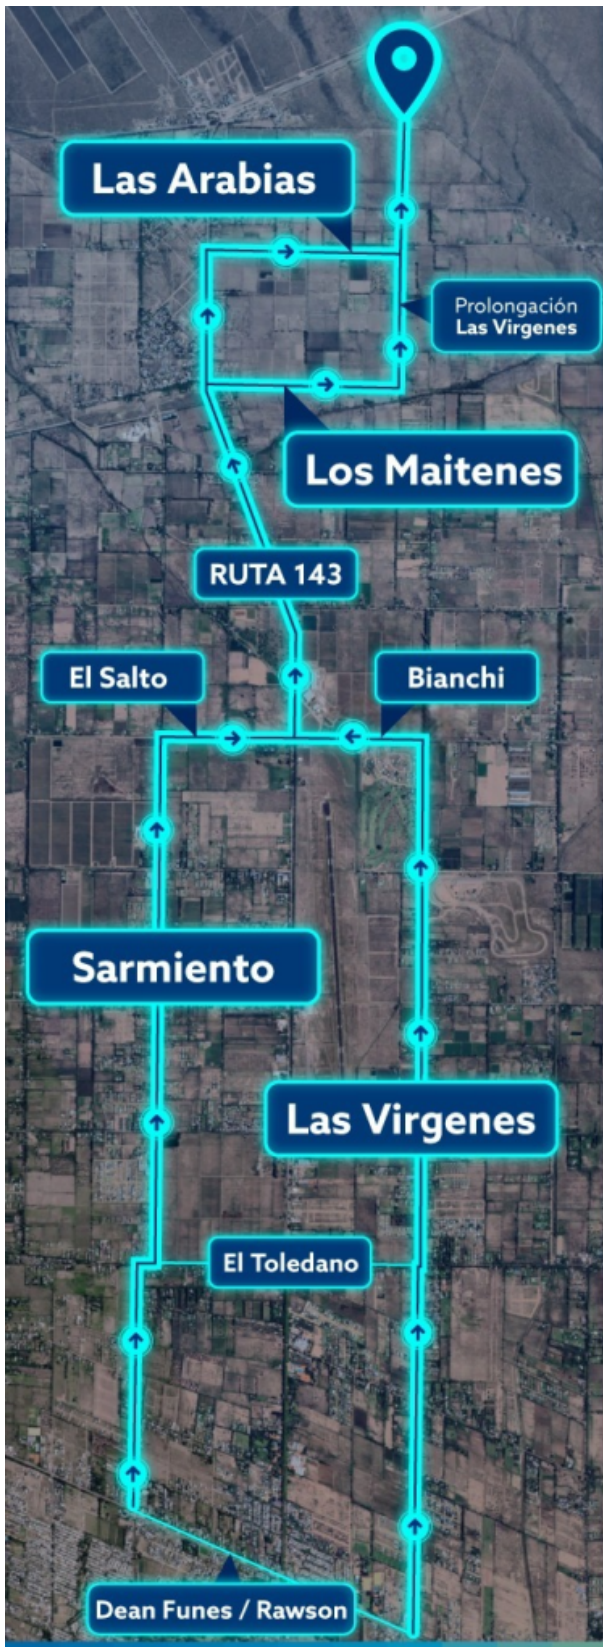 Las Arabias
Prolongación
Las Virgenes
Los Maitenes
RUTA 143
El Salto
Bianchi
Sarmiento
Las Virgenes
El Toledano
Dean Funes / Rawson